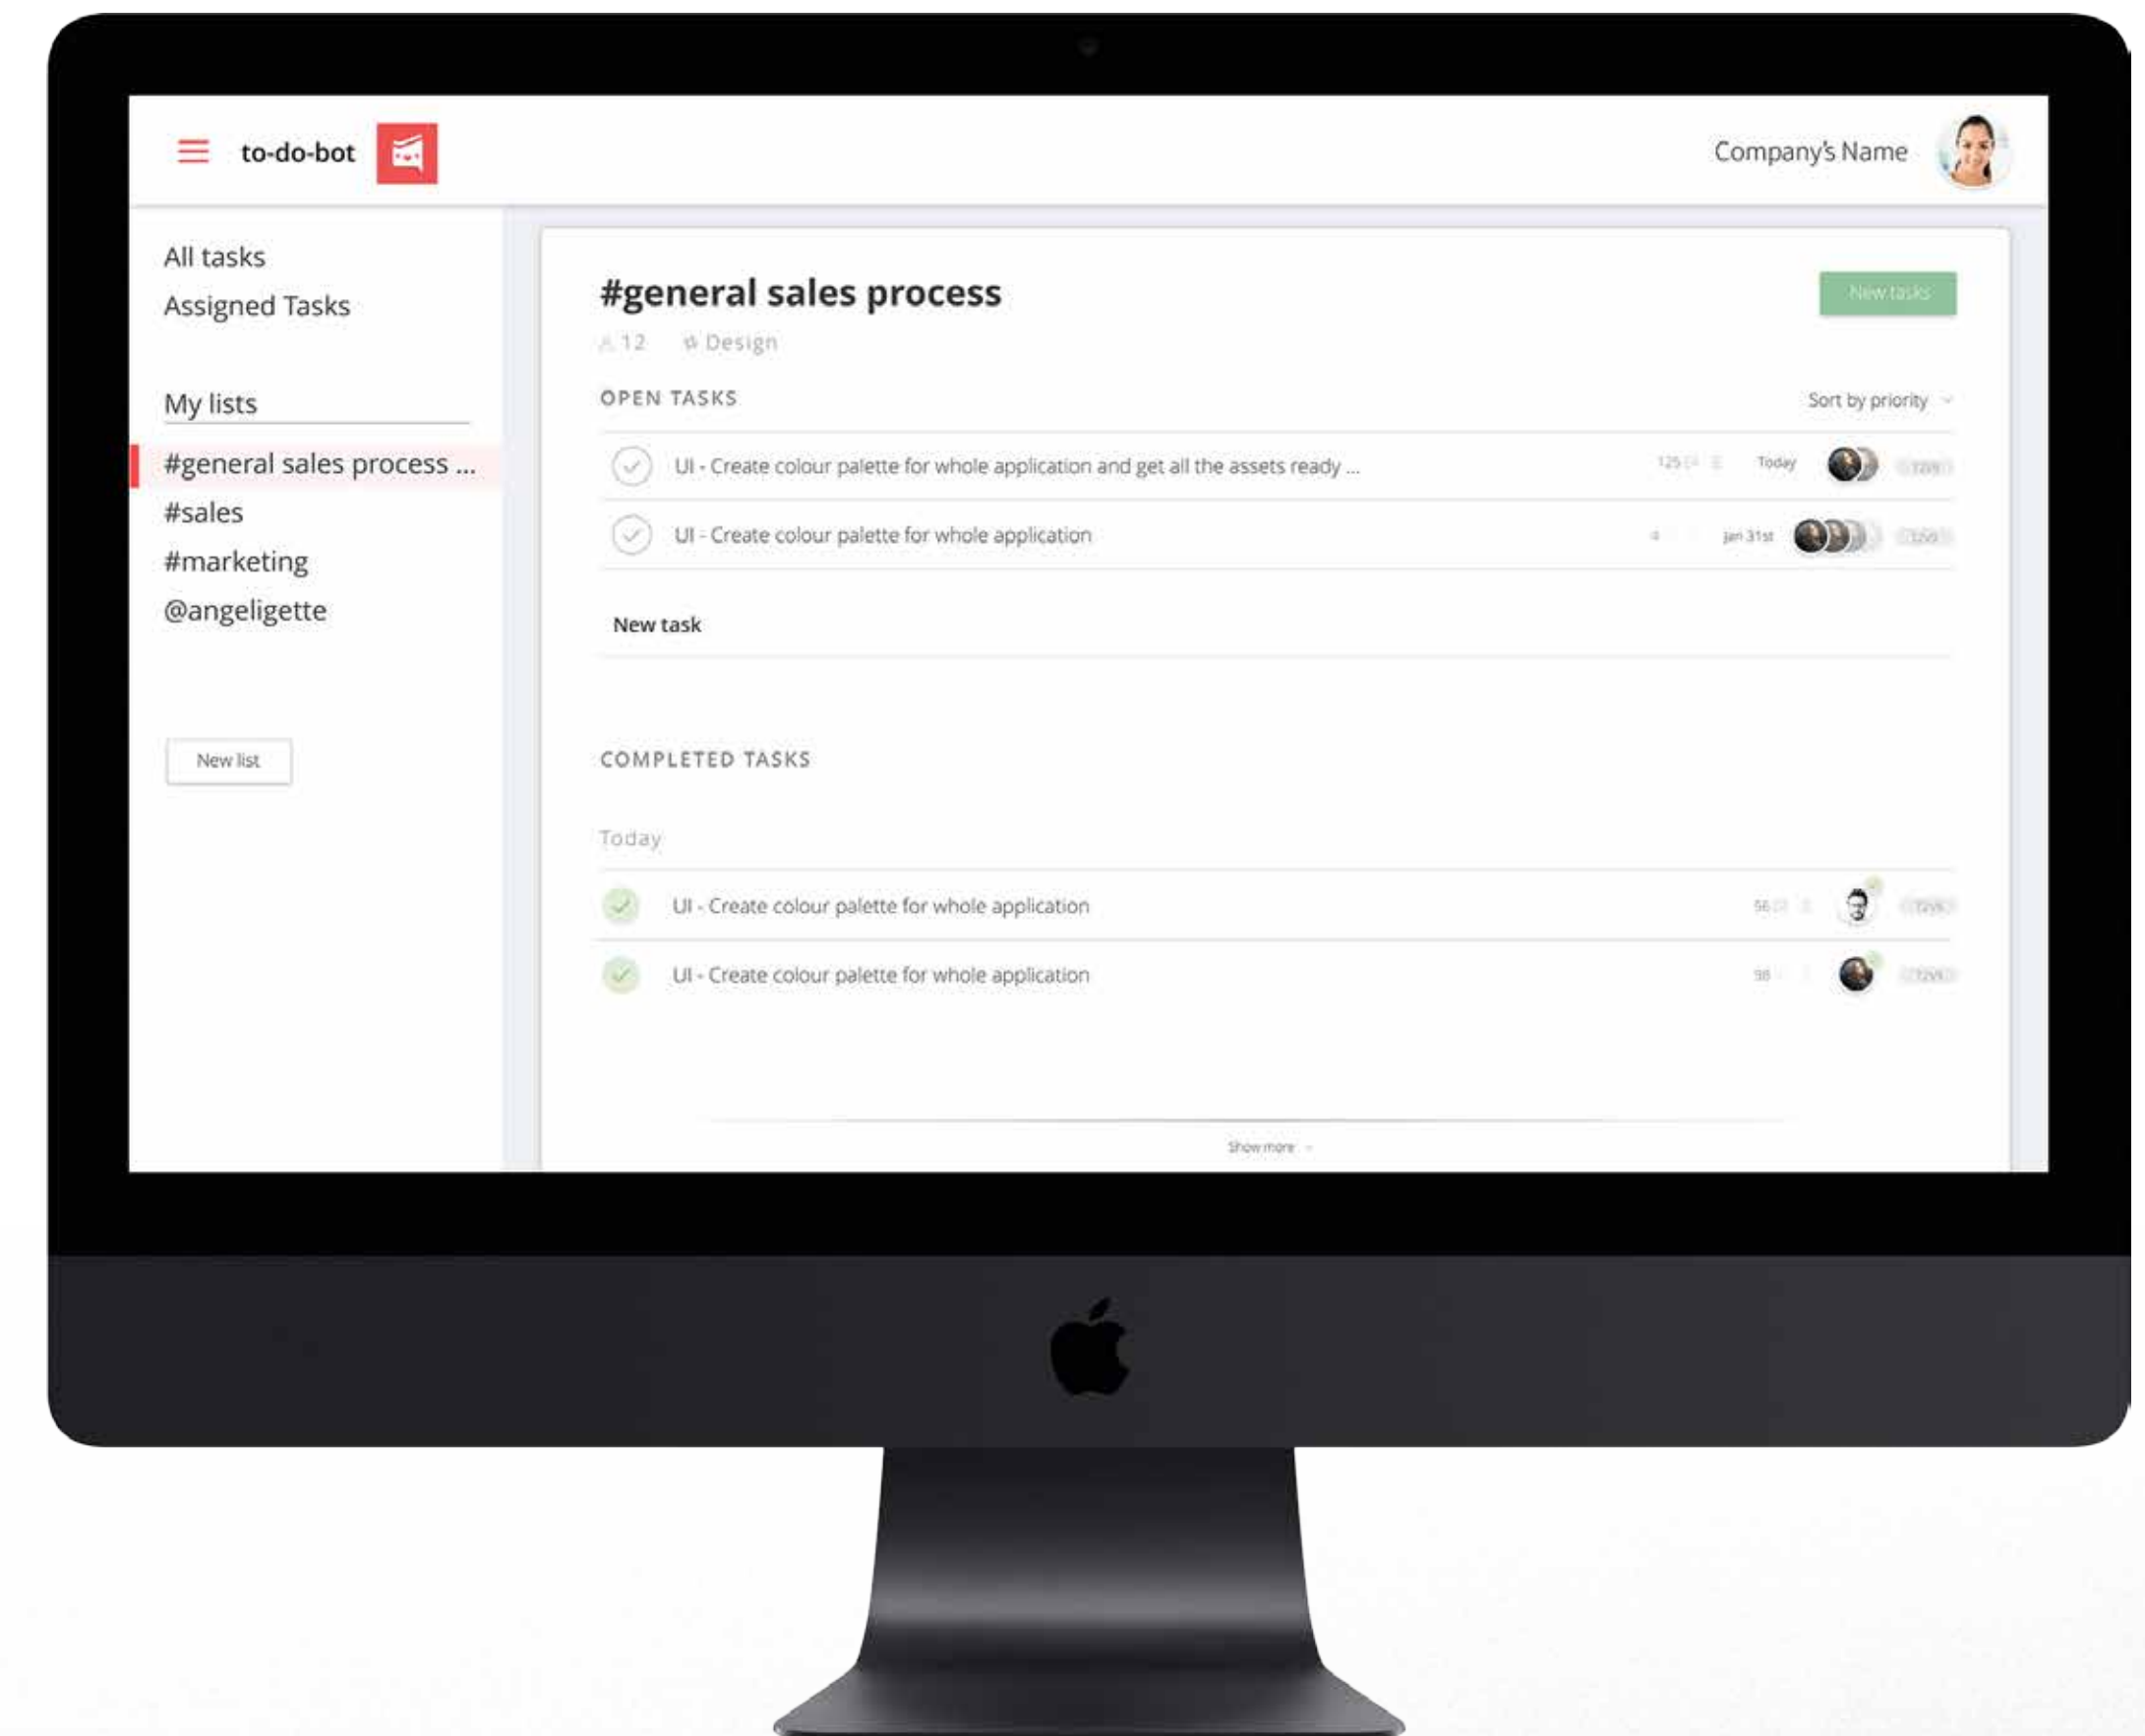 to-do-bot
Company's Name
All tasks
Assigned Tasks
My lists
#general sales process ...
#sales
#marketing
@angeligette
New list
#general sales process
New tasks
12 Design
OPEN TASKS
Sort by priority
UI - Create colour palette for whole application and get all the assets ready ... 125 Today
UI - Create colour palette for whole application jan 31st
New task
COMPLETED TASKS
Today
UI - Create colour palette for whole application 56
UI - Create colour palette for whole application 98
Show more